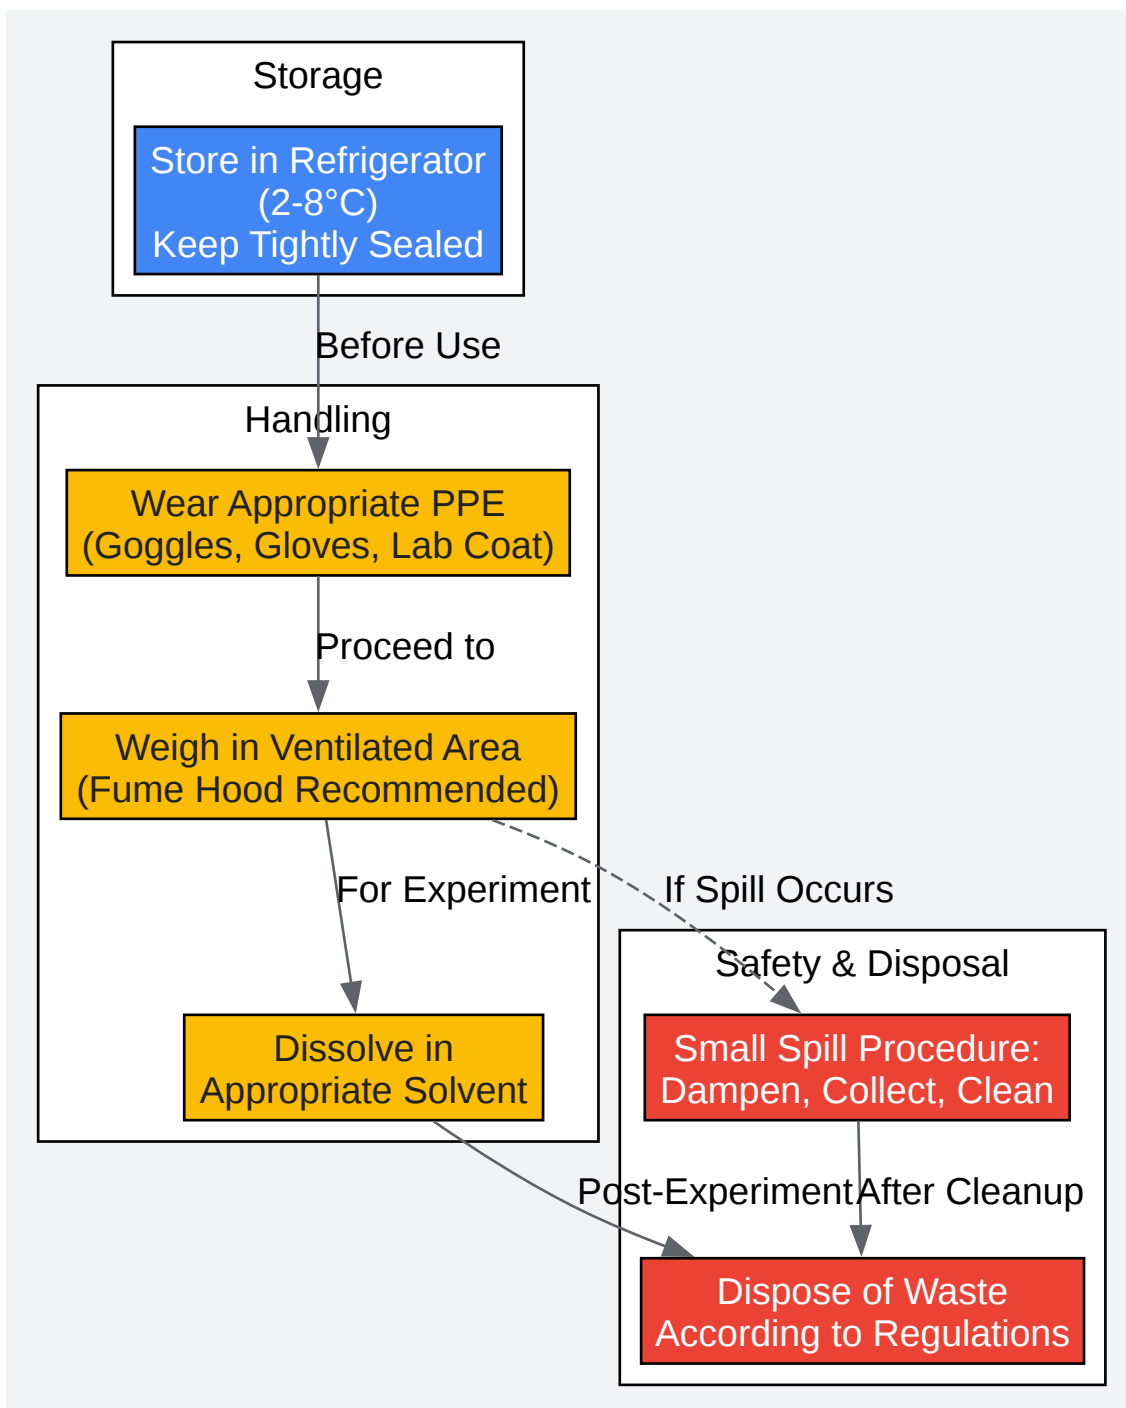 Storage
Store in Refrigerator
(2-8°C)
Keep Tightly Sealed
Before Use
Handling
Wear Appropriate PPE
(Goggles, Gloves, Lab Coat)
Proceed to
Weigh in Ventilated Area
(Fume Hood Recommended)
For Experiment
If Spill Occurs
Safety & Disposal
Dissolve in
Appropriate Solvent
Small Spill Procedure:
Dampen, Collect, Clean
Post-Experiment
After Cleanup
Dispose of Waste
According to Regulations